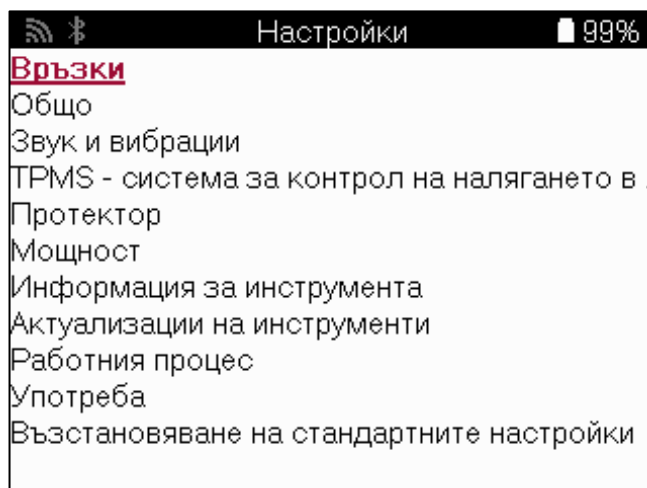 Настройки 99%
Връзки
Общо
Звук и вибрации
TPMS - система за контрол на налягането в .
Протектор
Мощност
Информация за инструмента
Актуализации на инструменти
Работния процес
Употреба
Възстановяване на стандартните настройки